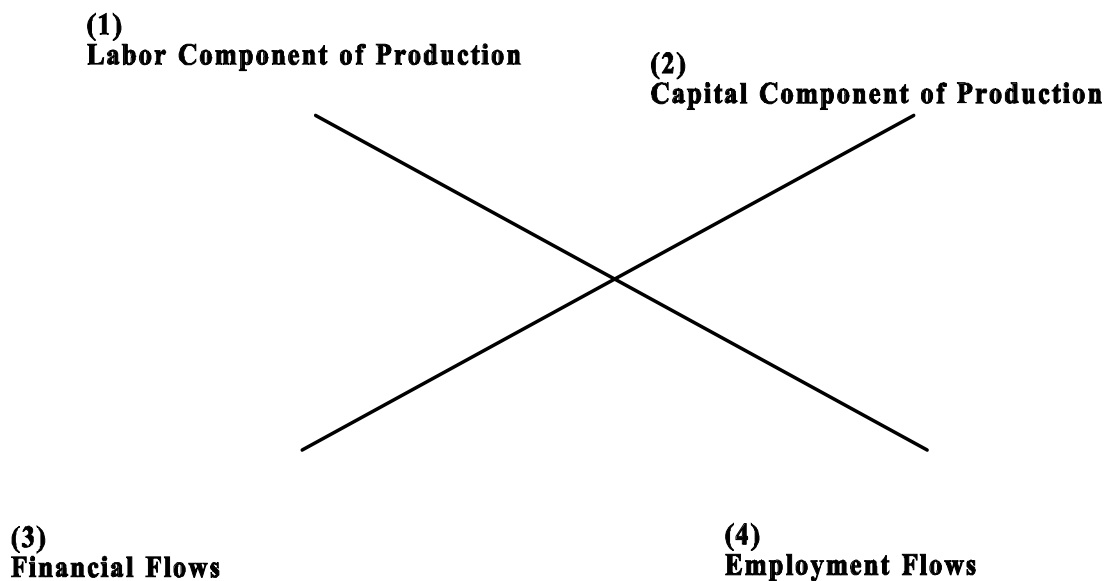 (1)
Labor Component of Production
(2)
Capital Component of Production
(3)
Financial Flows
(4)
Employment Flows